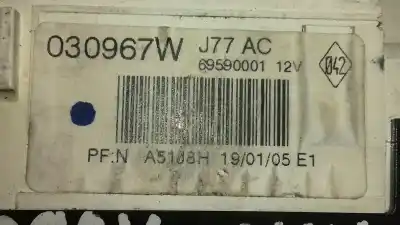 030967W J77 AC
69590001 12V
042
PF:N A5108H 19/01/05 E1